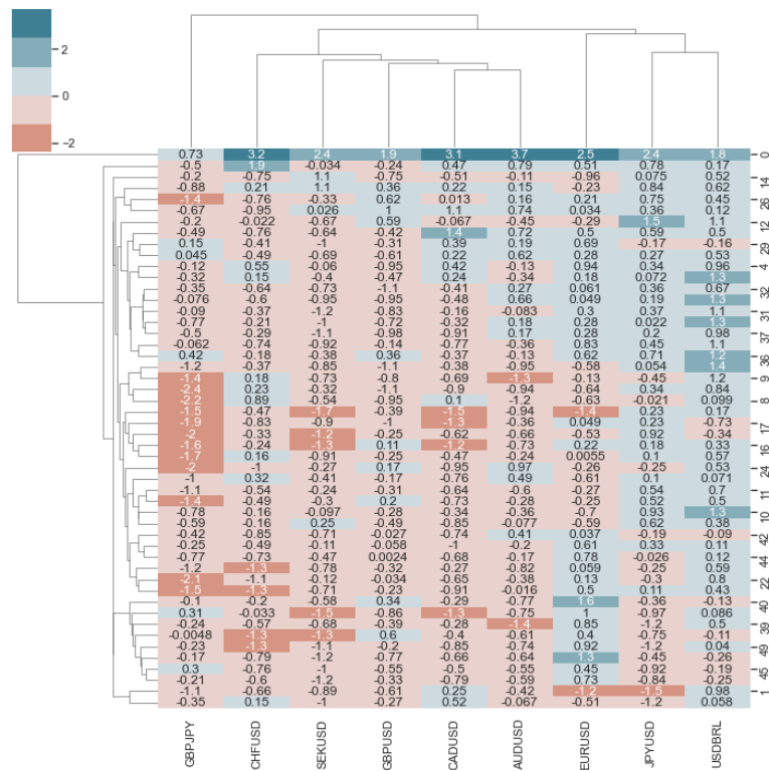 2
0
−2
0.73 3.2 2.4 1.9 3.1 3.7 2.5 2.4 1.8 0
-0.5 1.9 -0.034 -0.24 0.47 0.79 0.51 0.78 0.17
-0.2 -0.75 1.1 -0.75 -0.51 -0.11 -0.96 0.075 0.52 14
-0.88 0.21 1.1 0.36 0.22 0.15 -0.23 0.84 0.62
-1.4 -0.76 -0.33 0.62 0.013 0.16 0.21 0.75 0.45 26
-0.67 -0.95 0.026 1 1.1 0.74 0.034 0.36 0.12
-0.2 -0.022 -0.67 0.59 -0.067 -0.45 -0.29 1.5 1.1 12
-0.49 -0.76 -0.64 -0.42 1.4 0.72 0.5 0.59 0.5
0.15 -0.41 -1 -0.31 0.39 0.19 0.69 -0.17 -0.16 29
0.045 -0.49 -0.69 -0.61 0.22 0.62 0.28 0.27 0.53
-0.12 0.55 -0.06 -0.95 0.42 -0.13 0.94 0.34 0.96 4
-0.32 0.15 -0.4 -0.47 0.24 -0.34 0.18 0.072 1.3
-0.35 -0.64 -0.73 -1.1 -0.41 0.27 0.061 0.36 0.67 32
-0.076 -0.6 -0.95 -0.95 -0.48 0.66 0.049 0.19 1.3
-0.09 -0.37 -1.2 -0.83 -0.16 -0.083 0.3 0.37 1.1 31
-0.77 -0.21 -1 -0.72 -0.32 0.18 0.28 0.022 1.3
-0.5 -0.29 -1.1 -0.98 -0.91 0.17 0.28 0.2 0.98 37
-0.062 -0.74 -0.92 -0.14 -0.77 -0.36 0.83 0.45 1.1
0.42 -0.18 -0.38 0.36 -0.37 -0.13 0.62 0.71 1.2 36
-1.2 -0.37 -0.85 -1.1 -0.38 -0.95 -0.58 0.054 1.4
-1.4 0.18 -0.73 -0.8 -0.69 -1.3 -0.13 -0.45 1.2 9
-2.4 0.23 -0.32 -1.1 -0.9 -0.94 -0.64 0.34 0.84
-2.2 0.89 -0.54 -0.95 0.1 -1.2 -0.63 -0.021 0.099 8
-1.5 -0.47 -1.7 -0.39 -1.5 -0.94 -1.4 0.23 0.17
-1.9 -0.83 -0.9 -1 -1.3 -0.36 0.049 0.23 -0.73 17
-2 -0.33 -1.2 -0.25 -0.62 -0.66 -0.53 0.92 -0.34
-1.6 -0.24 -1.3 0.11 -1.2 -0.73 0.22 0.18 0.33 16
-1.7 0.16 -0.91 -0.25 -0.47 -0.24 0.0055 0.1 0.57
-2 -1 -0.27 0.17 -0.95 0.97 -0.26 -0.25 0.53 24
-1 0.32 -0.41 -0.17 -0.76 0.49 -0.61 0.1 0.071
-1.1 -0.54 -0.24 -0.31 -0.64 -0.6 -0.27 0.54 0.7 11
-1.4 -0.49 -0.3 0.2 -0.73 -0.28 -0.25 0.52 0.5
-0.78 -0.16 -0.097 -0.28 -0.34 -0.36 -0.7 0.93 1.3 10
-0.59 -0.16 0.25 -0.49 -0.85 -0.077 -0.59 0.62 0.38
-0.42 -0.85 -0.71 -0.027 -0.74 0.41 0.037 -0.19 -0.09 42
-0.25 -0.49 -0.11 -0.058 -1 -0.2 0.61 0.33 0.11
-0.77 -0.73 -0.47 0.0024 -0.68 -0.17 0.78 -0.026 0.12 44
-1.2 -1.3 -0.78 -0.32 -0.27 -0.82 0.059 -0.25 0.59
-2.1 -1.1 -0.12 -0.034 -0.65 -0.38 0.13 -0.3 0.8 22
-1.5 -1.3 -0.71 -0.23 -0.91 -0.016 0.5 0.11 0.43
-0.1 -0.2 -0.58 0.34 -0.29 -0.77 1.6 -0.36 -0.13 40
0.31 -0.033 -1.5 -0.86 -1.3 -0.75 1 -0.97 0.086
-0.24 -0.57 -0.68 -0.39 -0.28 -1.4 0.85 -1.2 0.5 39
-0.0048 -1.3 -1.3 0.6 -0.4 -0.61 0.4 -0.75 -0.11
-0.23 -1.3 -1.1 -0.2 -0.85 -0.74 0.92 -1.2 0.04 49
-0.17 -0.79 -1.2 -0.77 -0.66 -0.64 1.3 -0.45 -0.26
0.3 -0.76 -1 -0.55 -0.5 -0.55 0.45 -0.92 -0.19 45
-0.21 -0.6 -1.2 -0.33 -0.79 -0.59 0.73 -0.84 -0.25
-1.1 -0.66 -0.89 -0.61 0.25 -0.42 -1.2 -1.5 0.98 1
-0.35 0.15 -1 -0.27 0.52 -0.067 -0.51 -1.2 0.058
GBPJPY CHFUSD SEKUSD GBPUSD CADUSD AUDUSD EURUSD JPYUSD USDBRL